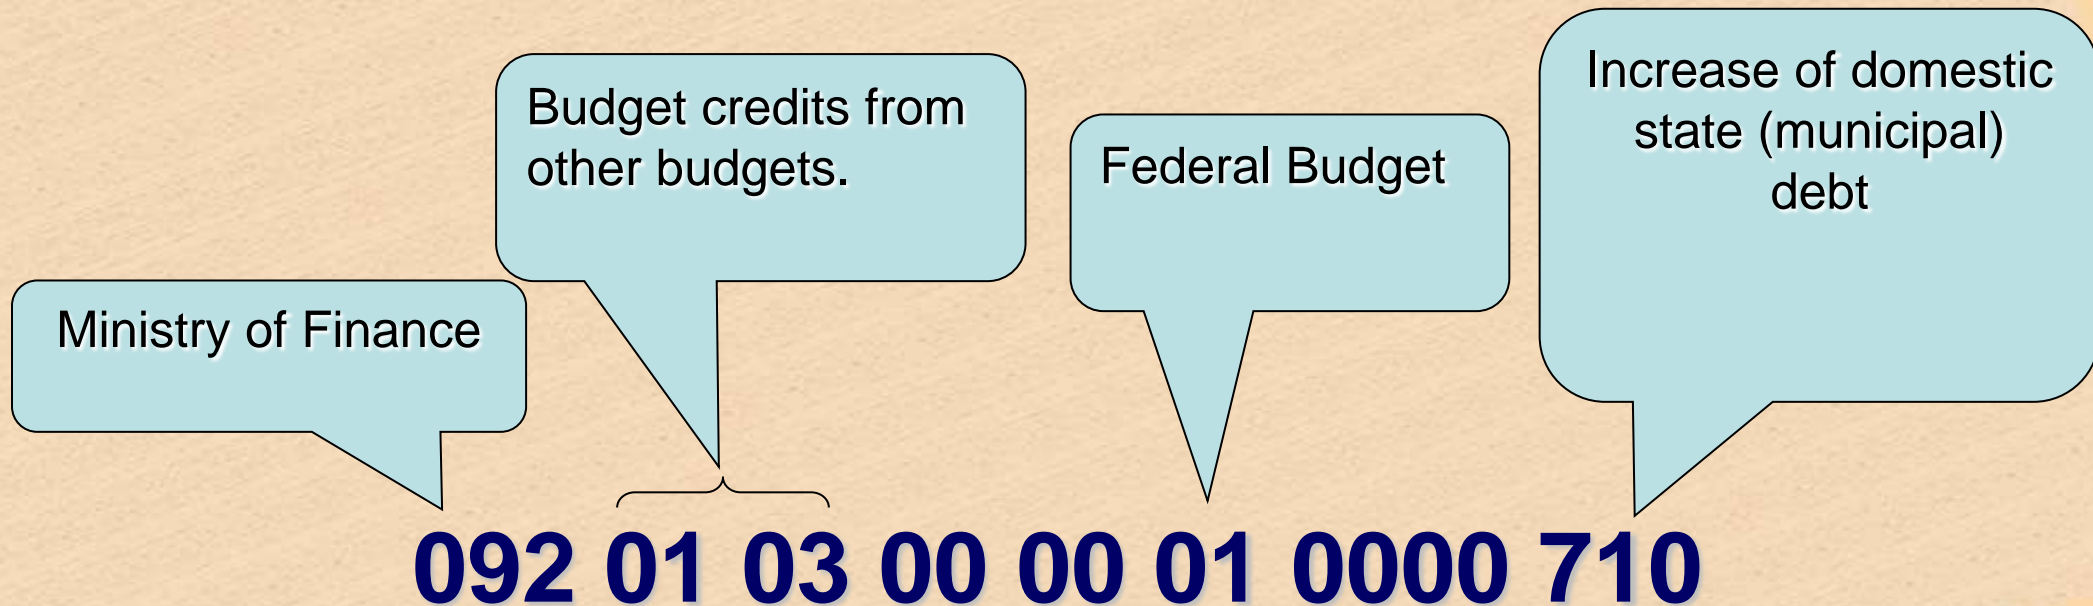 Ministry of Finance
Budget credits from
other budgets.
Federal Budget
Increase of domestic
state (municipal)
debt
092 01 03 00 00 01 0000 710